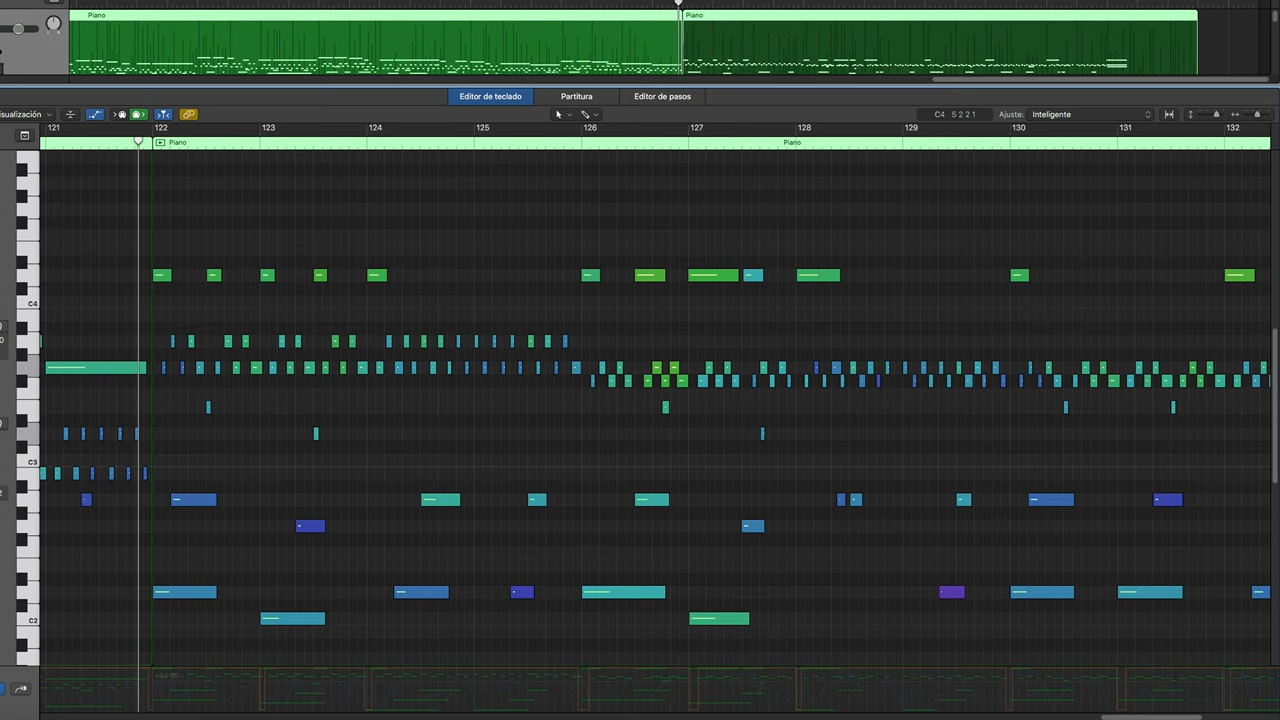 Piano
Piano
Editor de teclado
Partitura
Editor de pasos
isualización
C4 5 2 2 1
Ajuste:
Inteligente
121
122
123
124
125
126
127
128
129
130
131
132
Piano
Piano
C4
C3
C2